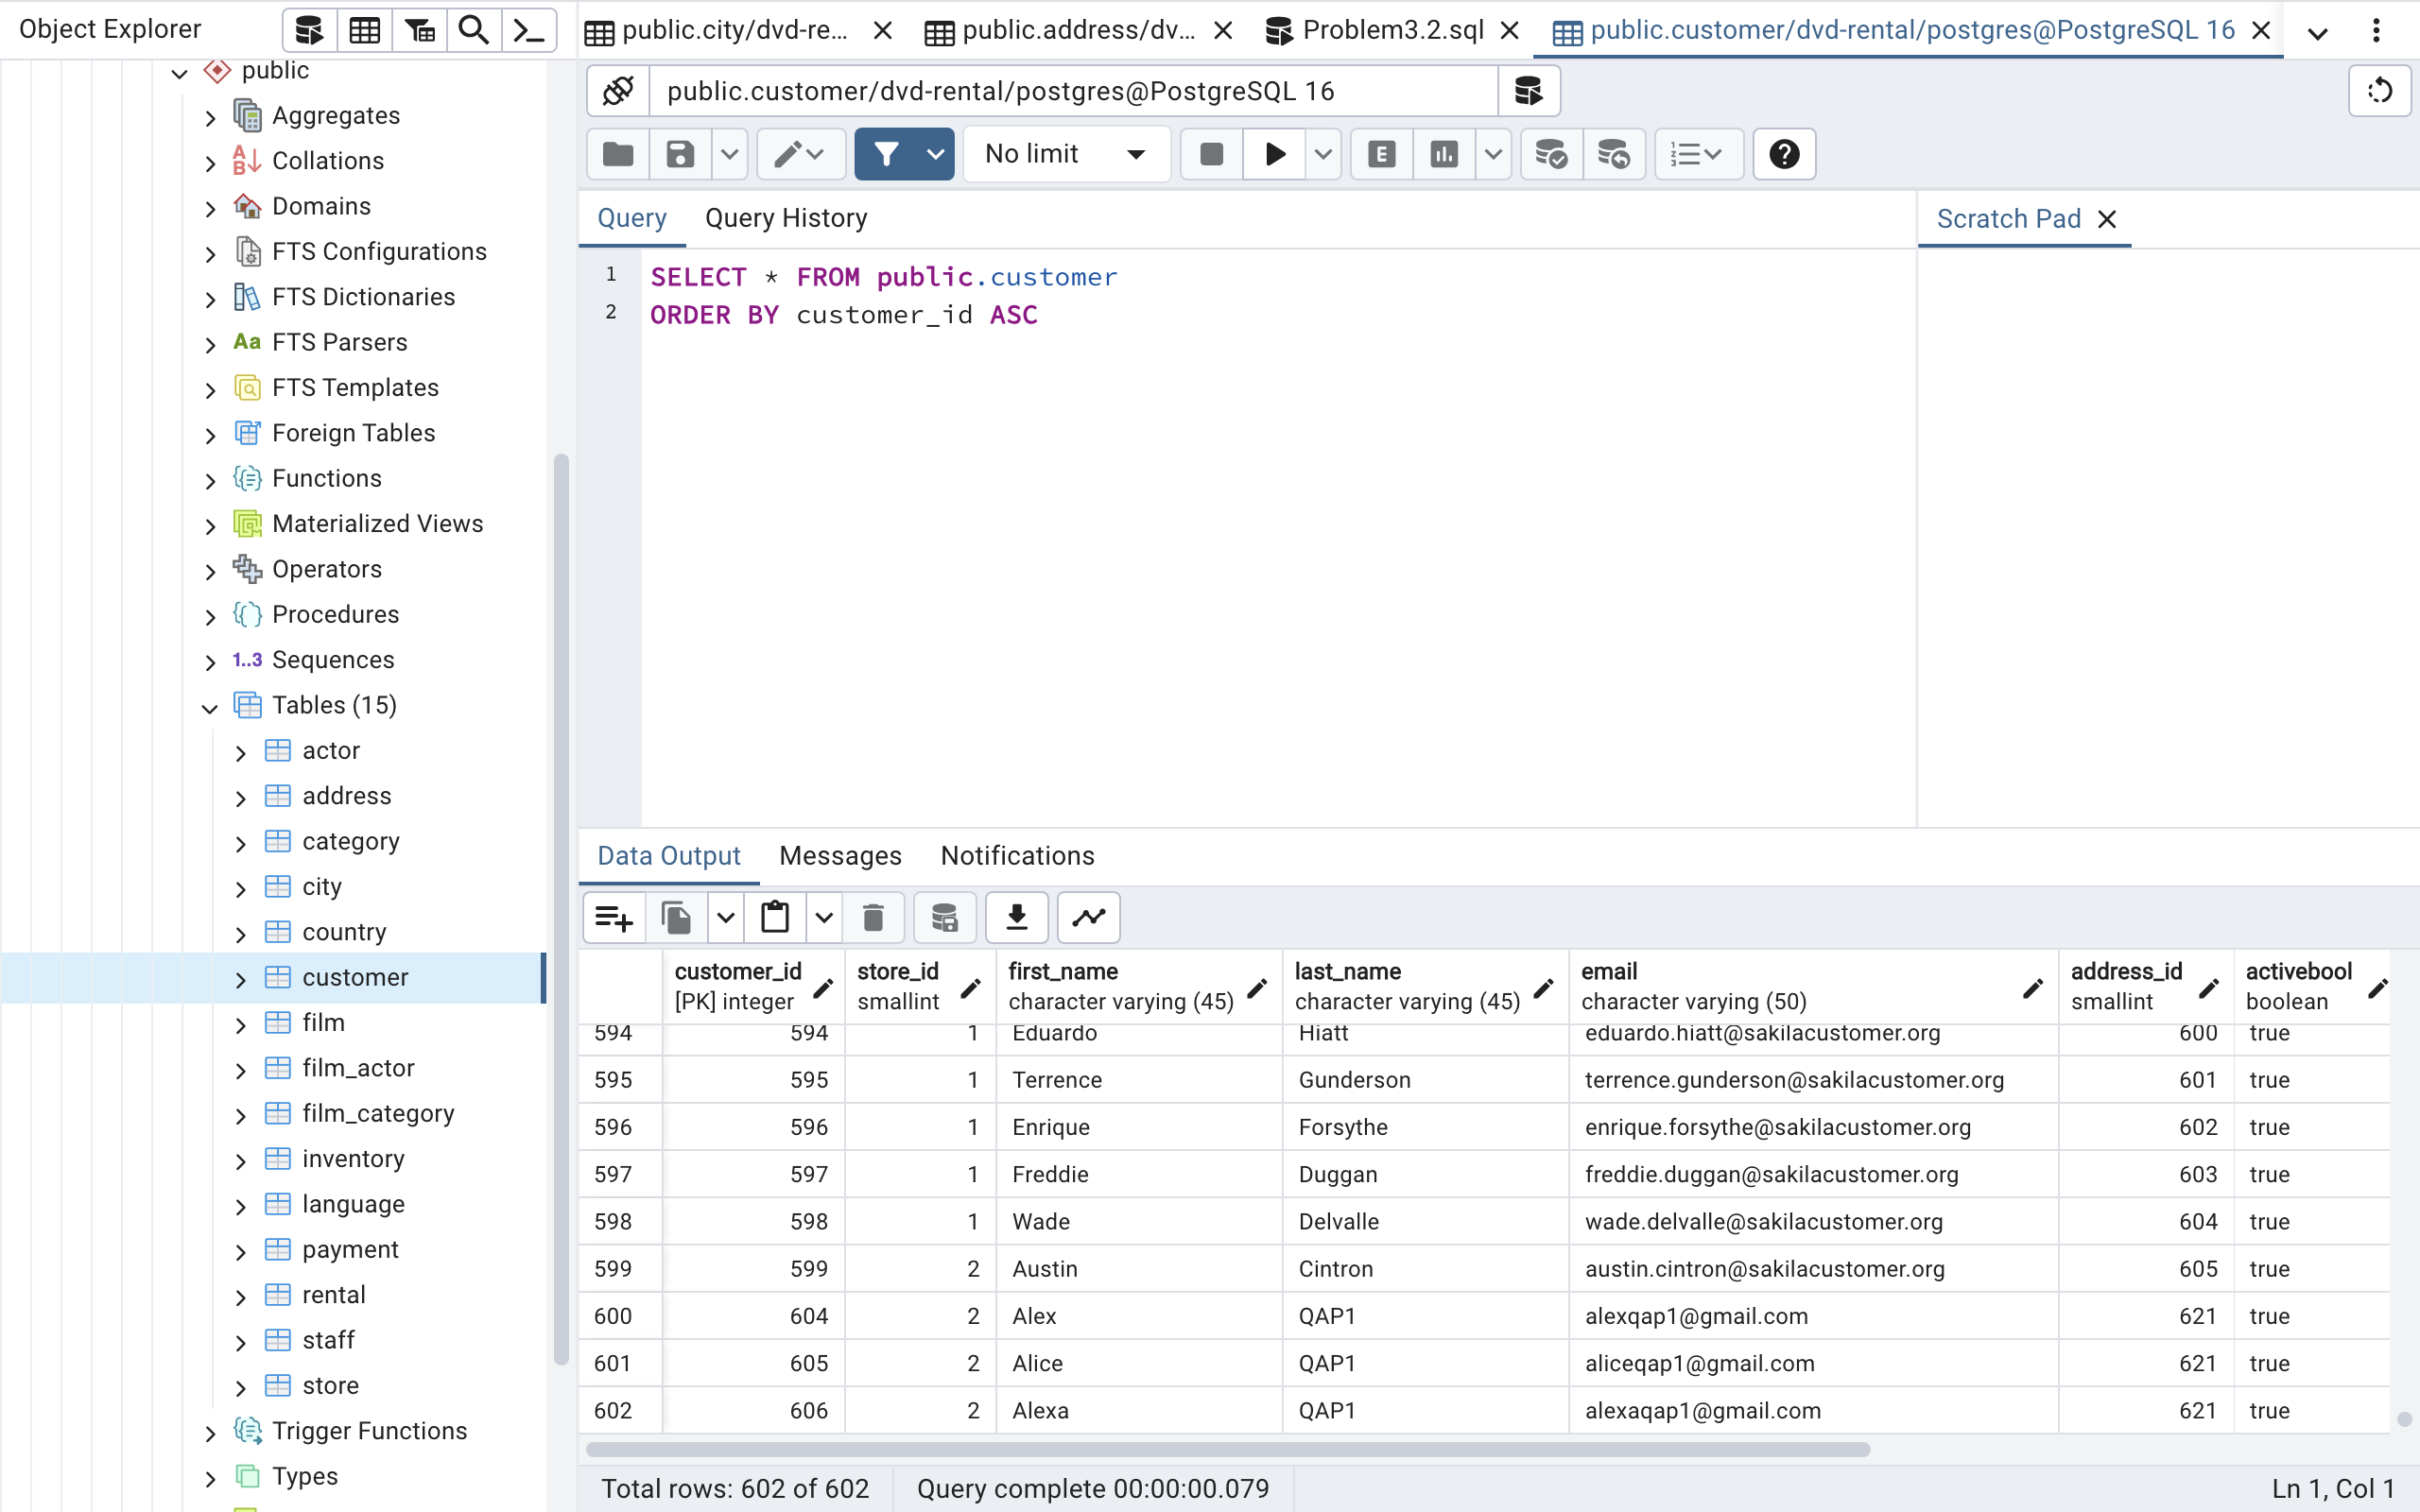 Object Explorer
public.city/dvd-re...
public.address/dv...
Problem3.2.sql
public.customer/dvd-rental/postgres@PostgreSQL 16
public
Aggregates
Collations
Domains
FTS Configurations
FTS Dictionaries
Aa FTS Parsers
FTS Templates
Foreign Tables
Functions
Materialized Views
Operators
Procedures
1..3 Sequences
Tables (15)
actor
address
category
city
country
customer
film
film_actor
film_category
inventory
language
payment
rental
staff
store
Trigger Functions
Types
public.customer/dvd-rental/postgres@PostgreSQL 16
No limit
E
Query Query History
Scratch Pad
1 SELECT * FROM public.customer
2 ORDER BY customer_id ASC
Data Output Messages Notifications
customer_id store_id first_name last_name email address_id activebool
[PK] integer smallint character varying (45) character varying (45) character varying (50) smallint boolean
594 594 1 Eduardo Hiatt eduardo.hiatt@sakilacustomer.org 600 true
595 595 1 Terrence Gunderson terrence.gunderson@sakilacustomer.org 601 true
596 596 1 Enrique Forsythe enrique.forsythe@sakilacustomer.org 602 true
597 597 1 Freddie Duggan freddie.duggan@sakilacustomer.org 603 true
598 598 1 Wade Delvalle wade.delvalle@sakilacustomer.org 604 true
599 599 2 Austin Cintron austin.cintron@sakilacustomer.org 605 true
600 604 2 Alex QAP1 alexqap1@gmail.com 621 true
601 605 2 Alice QAP1 aliceqap1@gmail.com 621 true
602 606 2 Alexa QAP1 alexaqap1@gmail.com 621 true
Total rows: 602 of 602 Query complete 00:00:00.079 Ln 1, Col 1